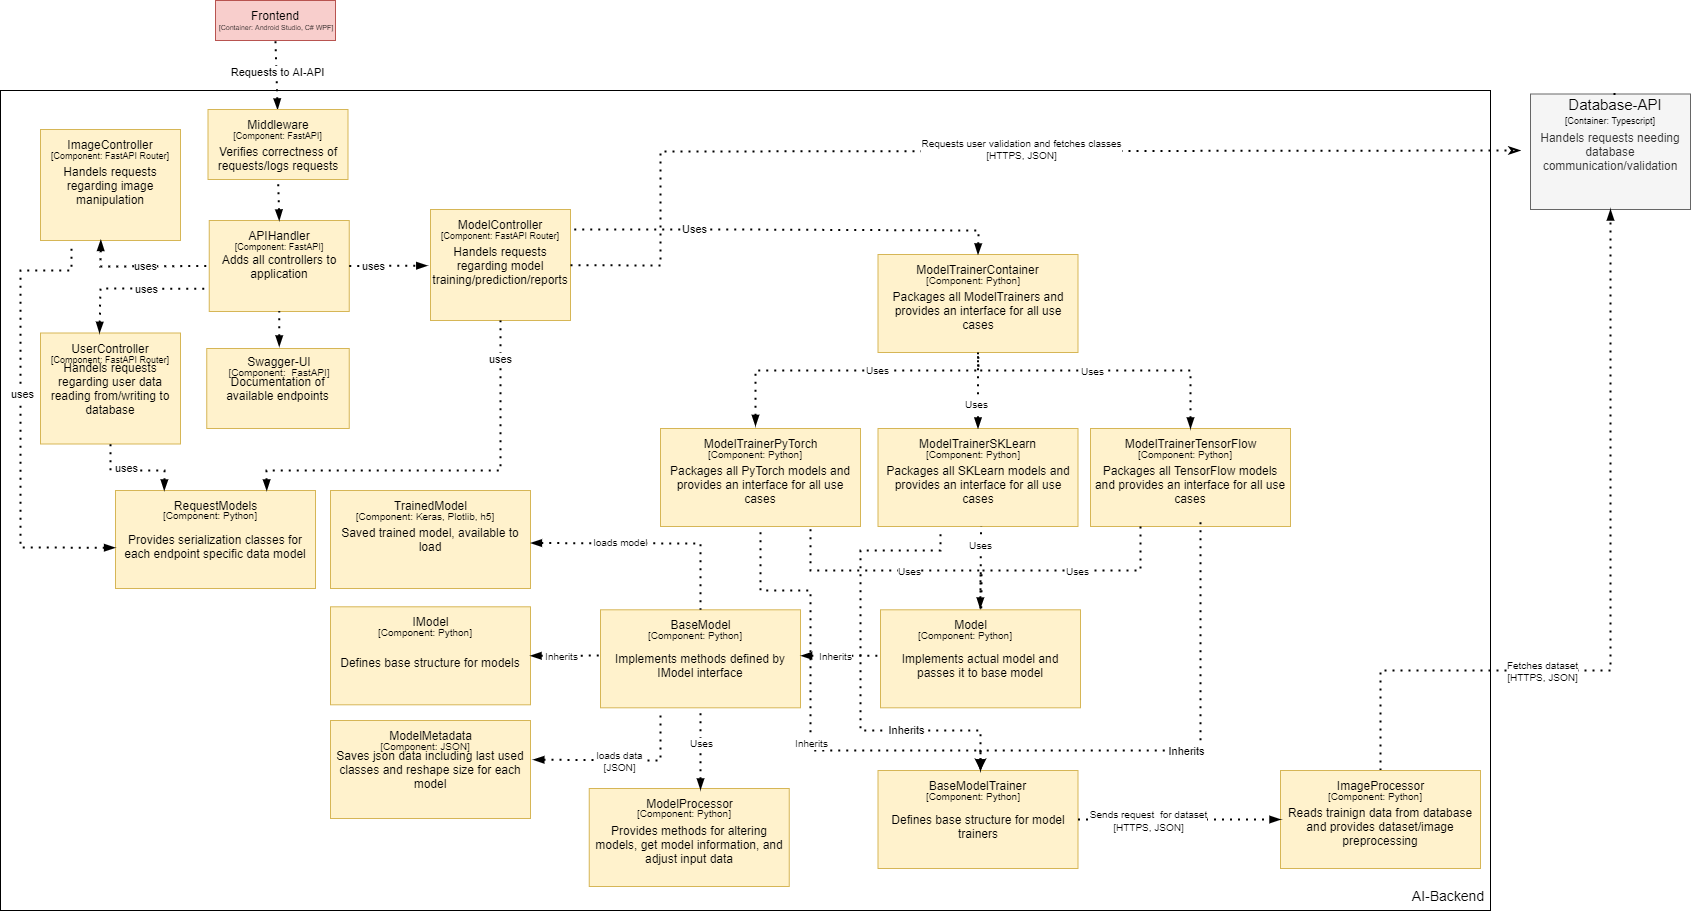 Frontend
[Container: Android Studio, C# WPF]
Requests to AI-API
Middleware
[Component: FastAPI]
Verifies correctness of
requests/logs requests
ImageController
[Component: FastAPI Router]
Handels requests
regarding image
manipulation
APIHandler
[Component: FastAPI]
Adds all controllers to
application
uses
uses
uses
ModelController
[Component: FastAPI Router]
Handels requests
regarding model
training/prediction/reports
Requests user validation and fetches classes
[HTTPS, JSON]
Database-API
[Container: Typescript]
Handels requests needing
database
communication/validation
Uses
ModelTrainerContainer
[Component: Python]
Packages all ModelTrainers and
provides an interface for all use
cases
UserController
[Component: FastAPI Router]
Handels requests
regarding user data
reading from/writing to
database
Swagger-UI
[Component:  FastAPI]
Documentation of
available endpoints
uses
uses
uses
Uses
Uses
Uses
ModelTrainerPyTorch
[Component: Python]
Packages all PyTorch models and
provides an interface for all use
cases
ModelTrainerSKLearn
[Component: Python]
Packages all SKLearn models and
provides an interface for all use
cases
ModelTrainerTensorFlow
[Component: Python]
Packages all TensorFlow models
and provides an interface for all use
cases
RequestModels
[Component: Python]
Provides serialization classes for
each endpoint specific data model
TrainedModel
[Component: Keras, Plotlib, h5]
Saved trained model, available to
load
loads model
Uses
Uses
Uses
IModel
[Component: Python]
Defines base structure for models
Inherits
BaseModel
[Component: Python]
Implements methods defined by
IModel interface
Inherits
Model
[Component: Python]
Implements actual model and
passes it to base model
Fetches dataset
[HTTPS, JSON]
ModelMetadata
[Component: JSON]
Saves json data including last used
classes and reshape size for each
model
loads data
[JSON]
Uses
Inherits
Inherits
Inherits
ModelProcessor
[Component: Python]
Provides methods for altering
models, get model information, and
adjust input data
BaseModelTrainer
[Component: Python]
Defines base structure for model
trainers
Sends request  for dataset
[HTTPS, JSON]
ImageProcessor
[Component: Python]
Reads trainign data from database
and provides dataset/image
preprocessing
AI-Backend